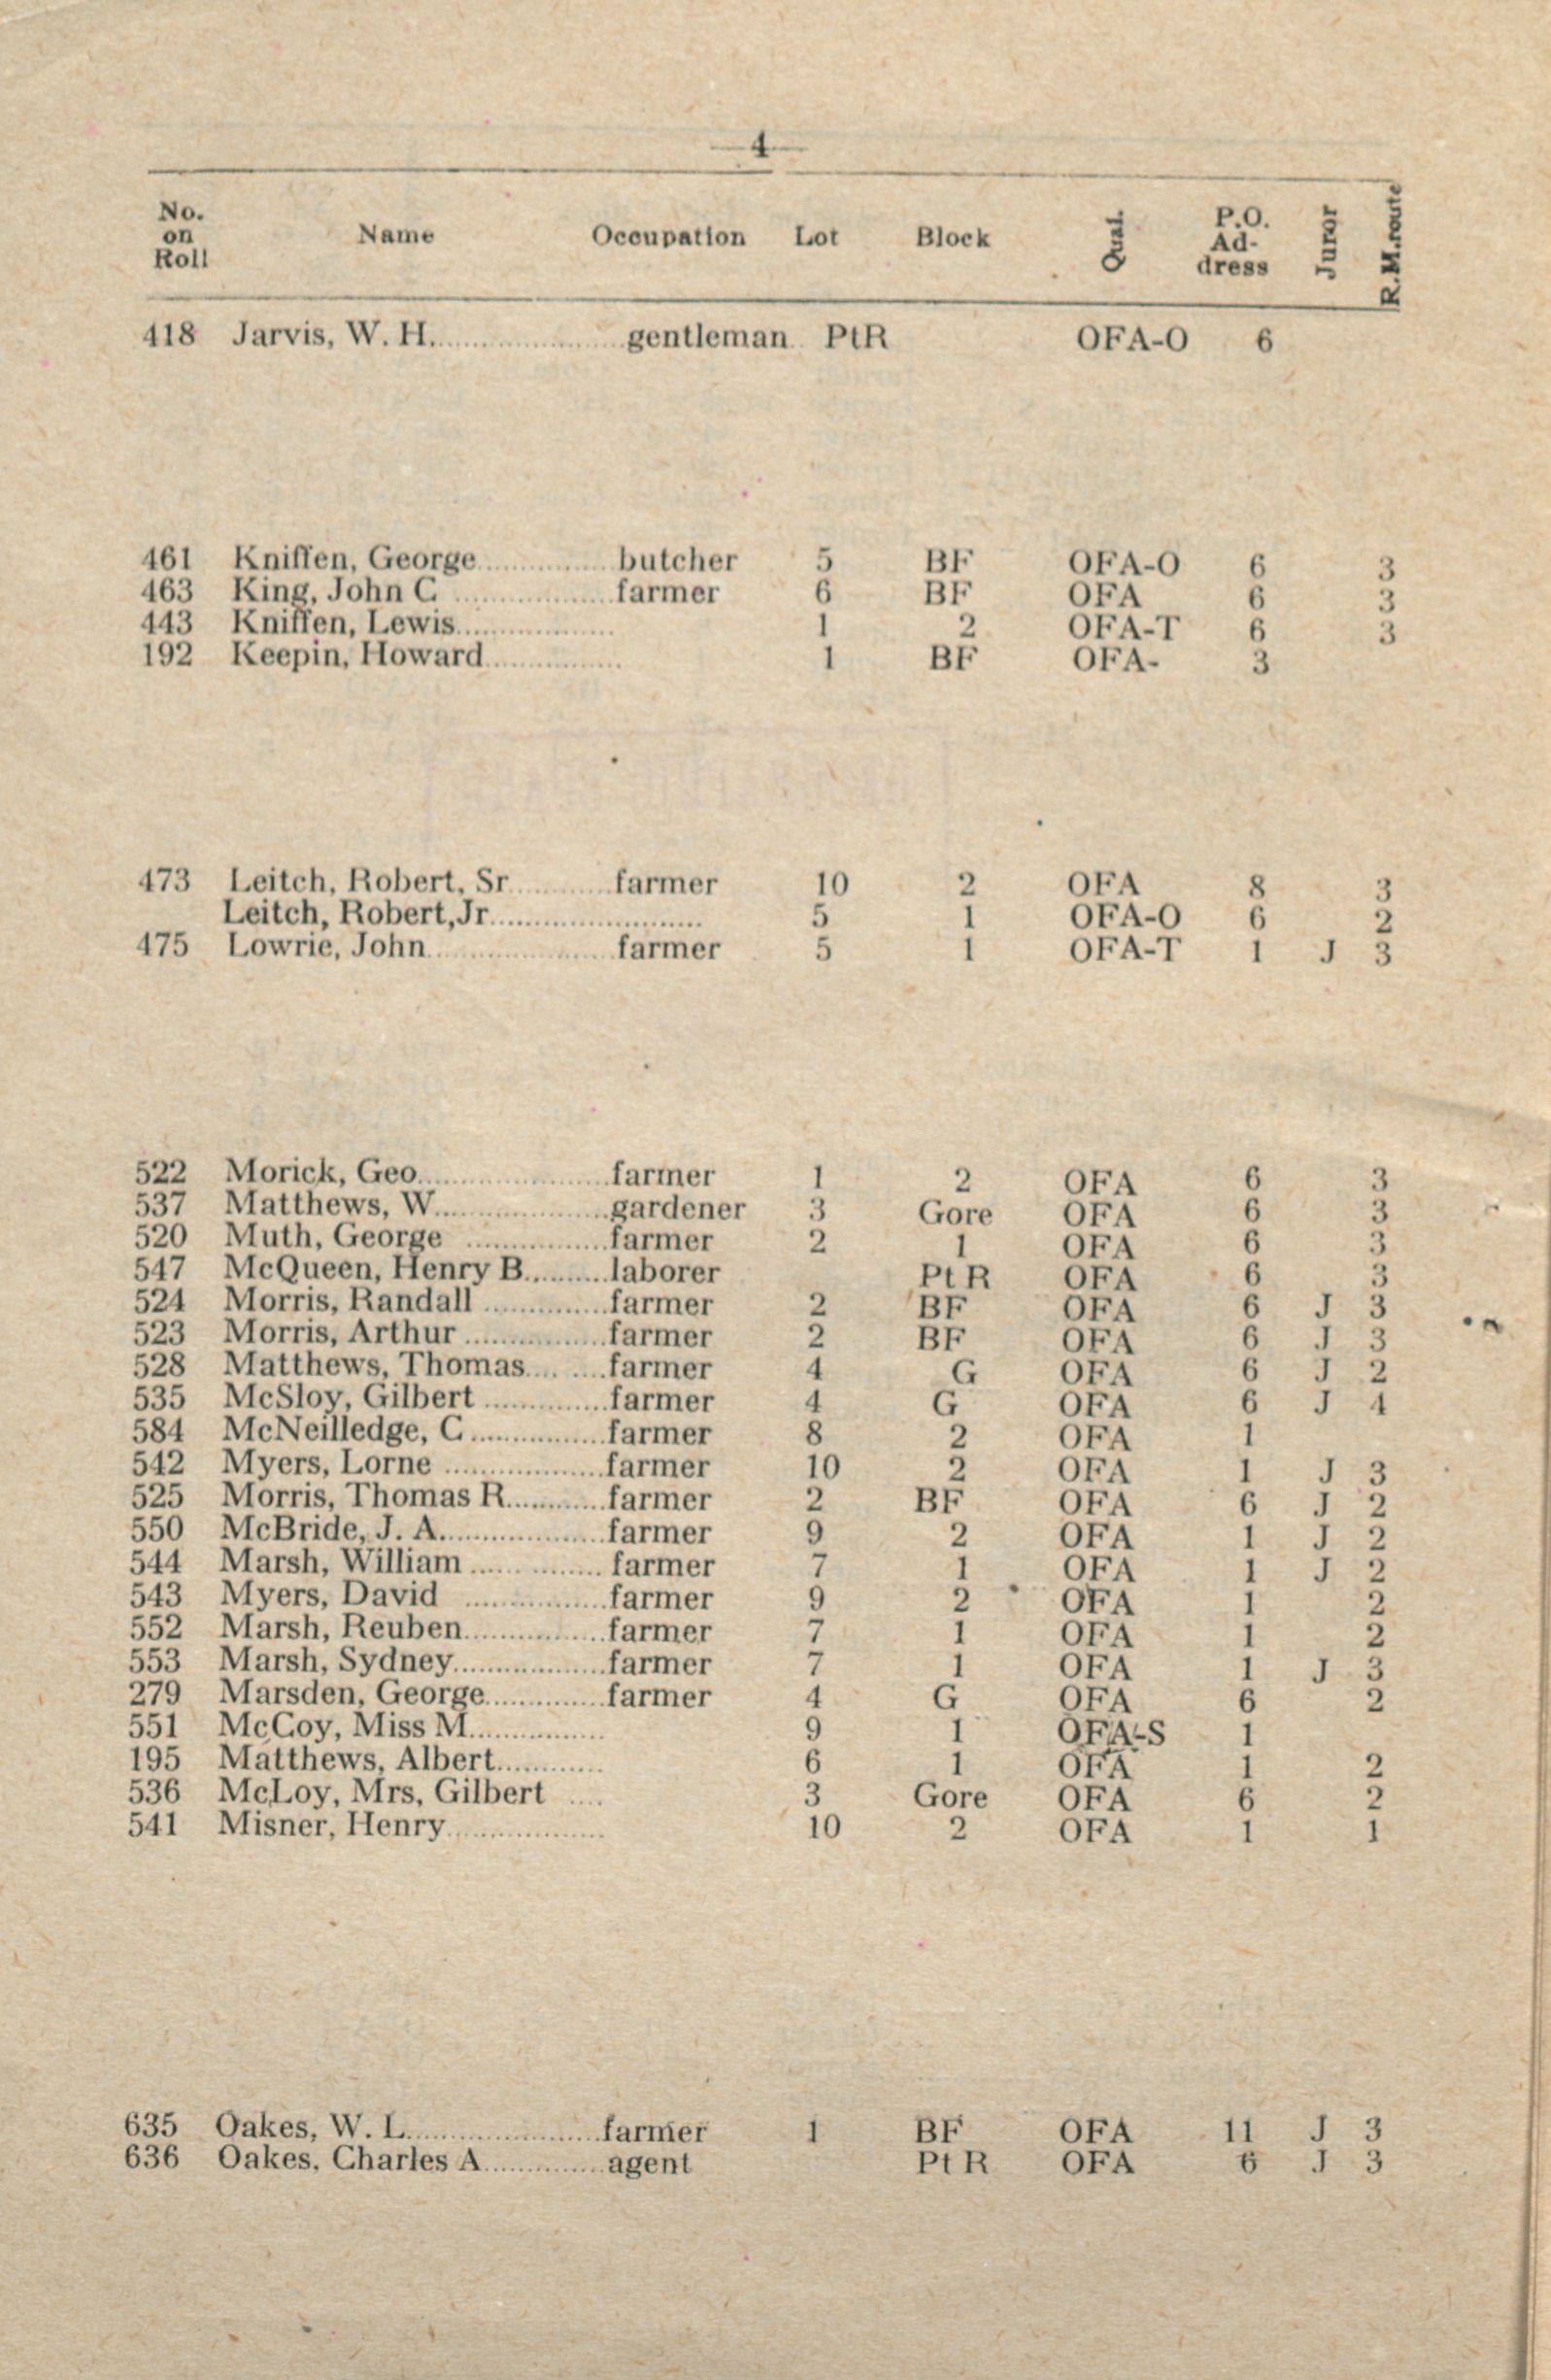 —4—
No. on Roll Name Occupation Lot Block Qual. P.O. Ad-dress Juror R.M.route
418 Jarvis, W. H. gentleman PtR OFA-O 6
461 Kniffen, George butcher 5 BF OFA-O 6 3
463 King, John C farmer 6 BF OFA 6 3
443 Kniffen, Lewis 1 2 OFA-T 6 3
192 Keepin, Howard 1 BF OFA- 3
473 Leitch, Robert, Sr farmer 10 2 OFA 8 3
Leitch, Robert,Jr 5 1 OFA-O 6 2
475 Lowrie, John farmer 5 1 OFA-T 1 J 3
522 Morick, Geo. farmer 1 2 OFA 6 3
537 Matthews, W. gardener 3 Gore OFA 6 3
520 Muth, George farmer 2 1 OFA 6 3
547 McQueen, Henry B. laborer PtR OFA 6 3
524 Morris, Randall farmer 2 BF OFA 6 J 3
523 Morris, Arthur farmer 2 BF OFA 6 J 3
528 Matthews, Thomas farmer 4 G OFA 6 J 2
535 McSloy, Gilbert farmer 4 G OFA 6 J 4
584 McNeilledge, C farmer 8 2 OFA 1
542 Myers, Lorne farmer 10 2 OFA 1 J 3
525 Morris, Thomas R. farmer 2 BF OFA 6 J 2
550 McBride, J. A. farmer 9 2 OFA 1 J 2
544 Marsh, William farmer 7 1 OFA 1 J 2
543 Myers, David farmer 9 2 OFA 1 2
552 Marsh, Reuben farmer 7 1 OFA 1 2
553 Marsh, Sydney farmer 7 1 OFA 1 J 3
279 Marsden, George farmer 4 G OFA 6 2
551 McCoy, Miss M. 9 1 OFA-S 1
195 Matthews, Albert 6 1 OFA 1 2
536 McLoy, Mrs, Gilbert 3 Gore OFA 6 2
541 Misner, Henry 10 2 OFA 1 1
635 Oakes, W. L. farmer 1 BF OFA 11 J 3
636 Oakes, Charles A agent PtR OFA 6 J 3